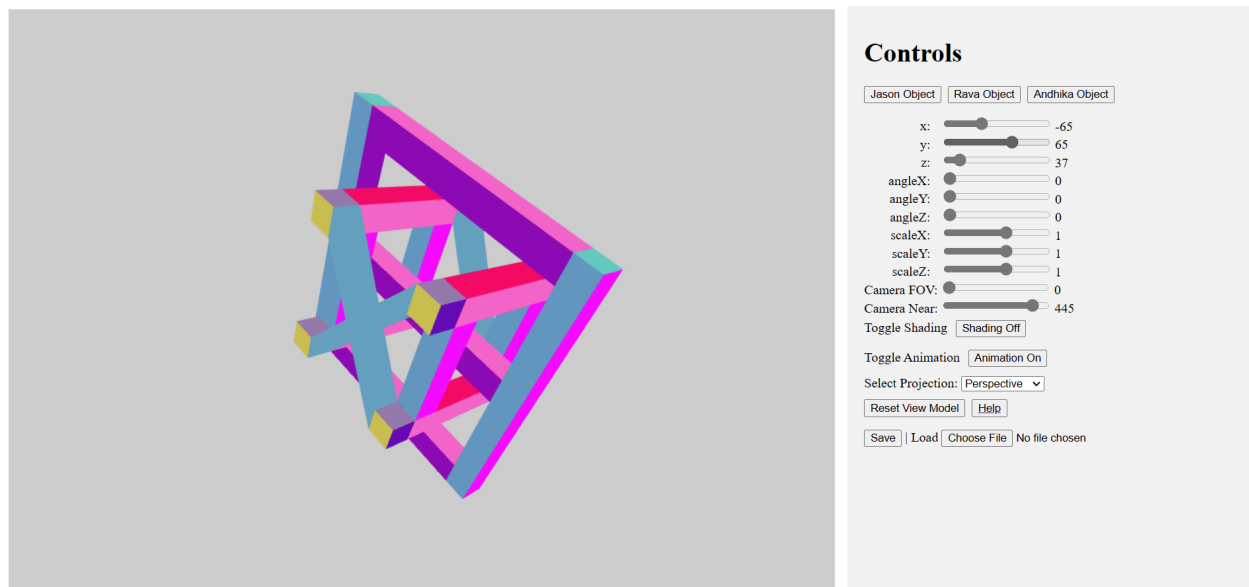 Controls
Jason Object Rava Object Andhika Object
x: -65
y: 65
z: 37
angleX: 0
angleY: 0
angleZ: 0
scaleX: 1
scaleY: 1
scaleZ: 1
Camera FOV: 0
Camera Near: 445
Toggle Shading Shading Off
Toggle Animation Animation On
Select Projection: Perspective
Reset View Model Help
Save | Load Choose File No file chosen